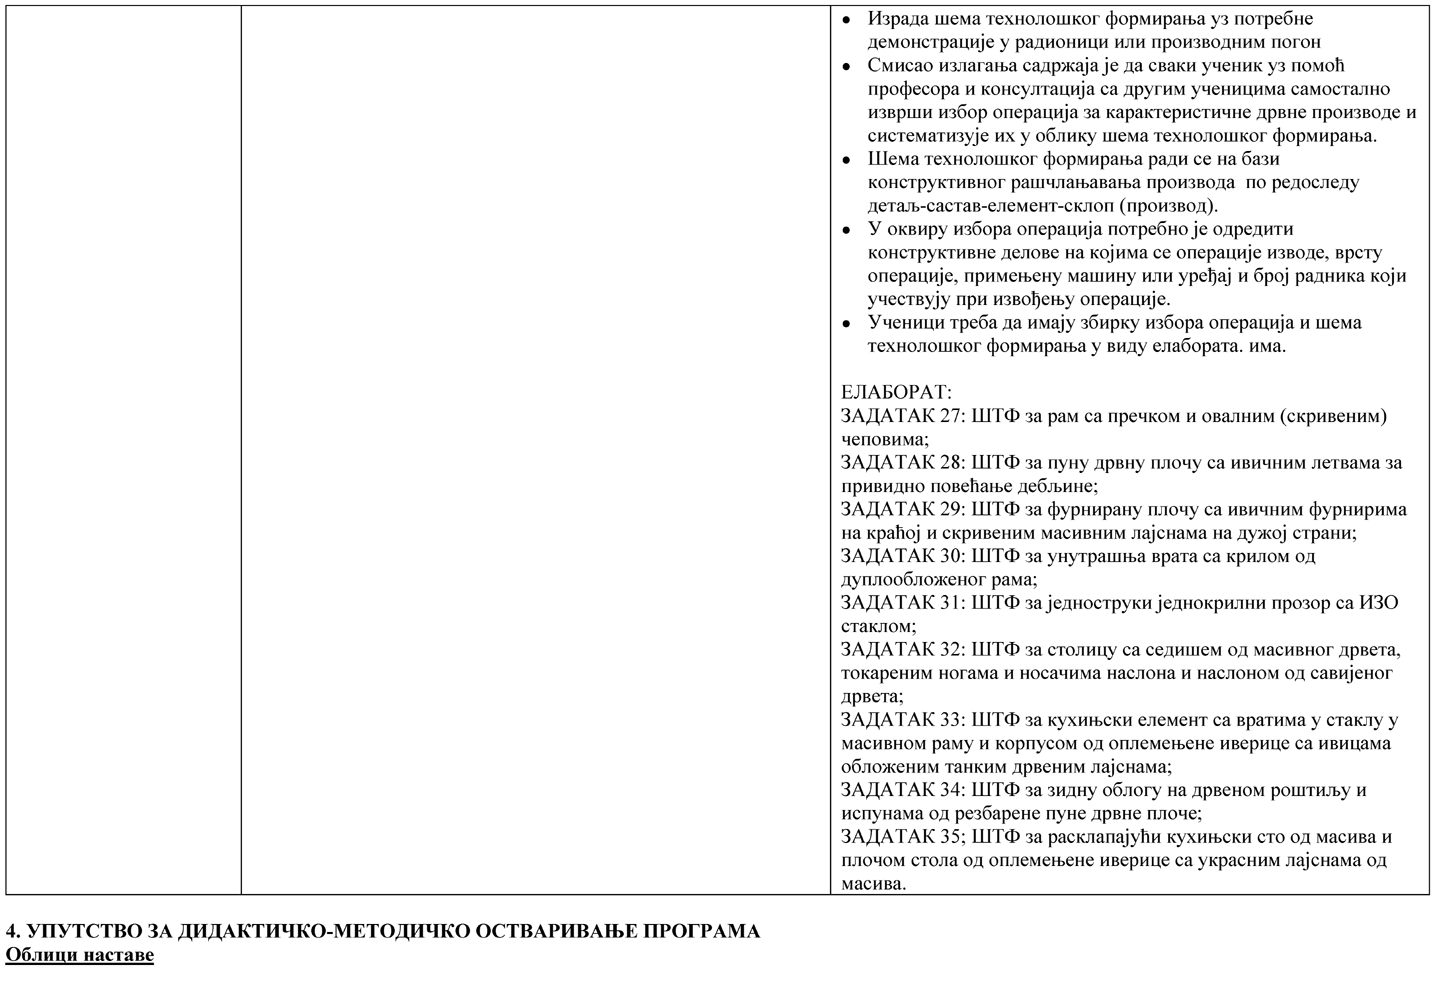 ● Израда шема технолошког формирања уз потребне
демонстрације у радионици или производним погон
● Смисао излагања садржаја је да сваки ученик уз помоћ
професора и консултација са другим ученицима самостално
изврши избор операција за карактеристичне дрвне производе и
систематизује их у облику шема технолошког формирања.
● Шема технолошког формирања ради се на бази
конструктивног рашчлањавања производа  по редоследу
детаљ-састав-елемент-склоп (производ).
● У оквиру избора операција потребно је одредити
конструктивне делове на којима се операције изводе, врсту
операције, примењену машину или уређај и број радника који
учествују при извођењу операције.
● Ученици треба да имају збирку избора операција и шема
технолошког формирања у виду елабората. има.
ЕЛАБОРАТ:
ЗАДАТАК 27: ШТФ за рам са пречком и овалним (скривеним)
чеповима;
ЗАДАТАК 28: ШТФ за пуну дрвну плочу са ивичним летвама за
привидно повећање дебљине;
ЗАДАТАК 29: ШТФ за фурнирану плочу са ивичним фурнирима
на краћој и скривеним масивним лајснама на дужој страни;
ЗАДАТАК 30: ШТФ за унутрашња врата са крилом од
дуплообложеног рама;
ЗАДАТАК 31: ШТФ за једноструки једнокрилни прозор са ИЗО
стаклом;
ЗАДАТАК 32: ШТФ за столицу са седишем од масивног дрвета,
токареним ногама и носачима наслона и наслоном од савијеног
дрвета;
ЗАДАТАК 33: ШТФ за кухињски елемент са вратима у стаклу у
масивном раму и корпусом од оплемењене иверице са ивицама
обложеним танким дрвеним лајснама;
ЗАДАТАК 34: ШТФ за зидну облогу на дрвеном роштиљу и
испунама од резбарене пуне дрвне плоче;
ЗАДАТАК 35; ШТФ за расклапајући кухињски сто од масива и
плочом стола од оплемењене иверице са украсним лајснама од
масива.
4. УПУТСТВО ЗА ДИДАКТИЧКО-МЕТОДИЧКО ОСТВАРИВАЊЕ ПРОГРАМА
Облици наставе